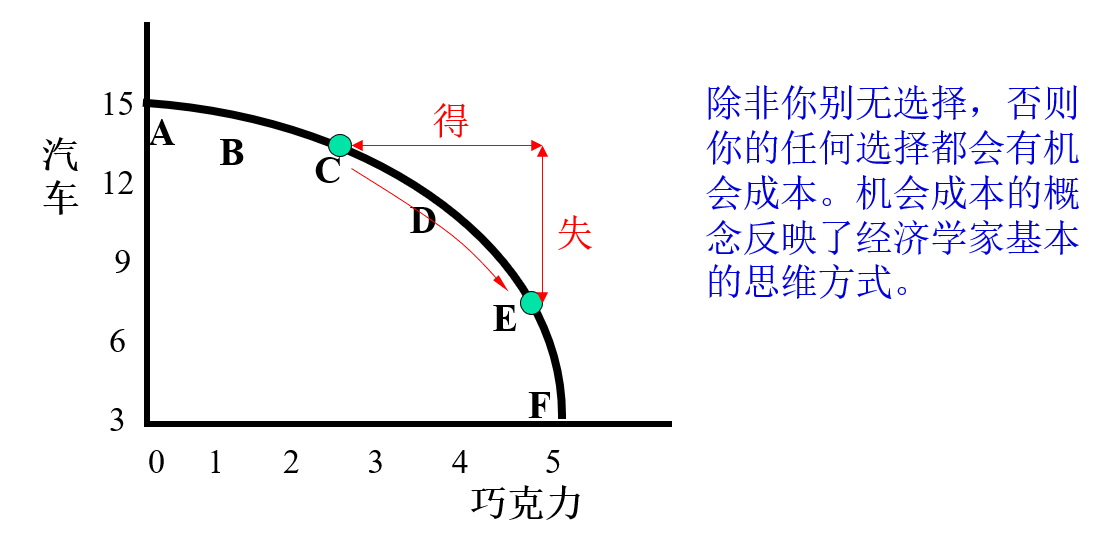 15
12
9
6
3
汽
车
A
B
C
D
E
F
得
失
0 1 2 3 4 5
巧克力
除非你别无选择，否则
你的任何选择都会有机
会成本。机会成本的概
念反映了经济学家基本
的思维方式。